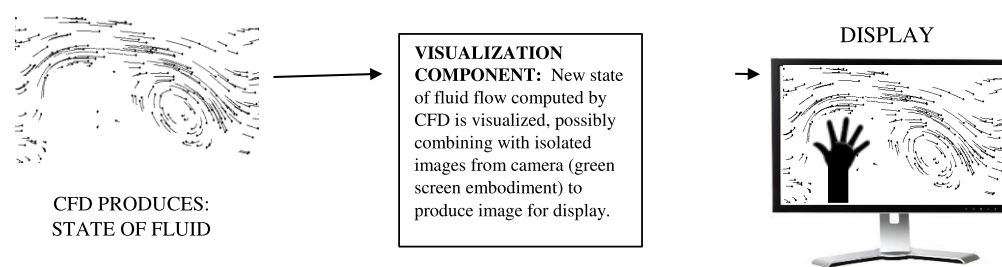 CFD PRODUCES:
STATE OF FLUID
VISUALIZATION
COMPONENT: New state
of fluid flow computed by
CFD is visualized, possibly
combining with isolated
images from camera (green
screen embodiment) to
produce image for display.
DISPLAY